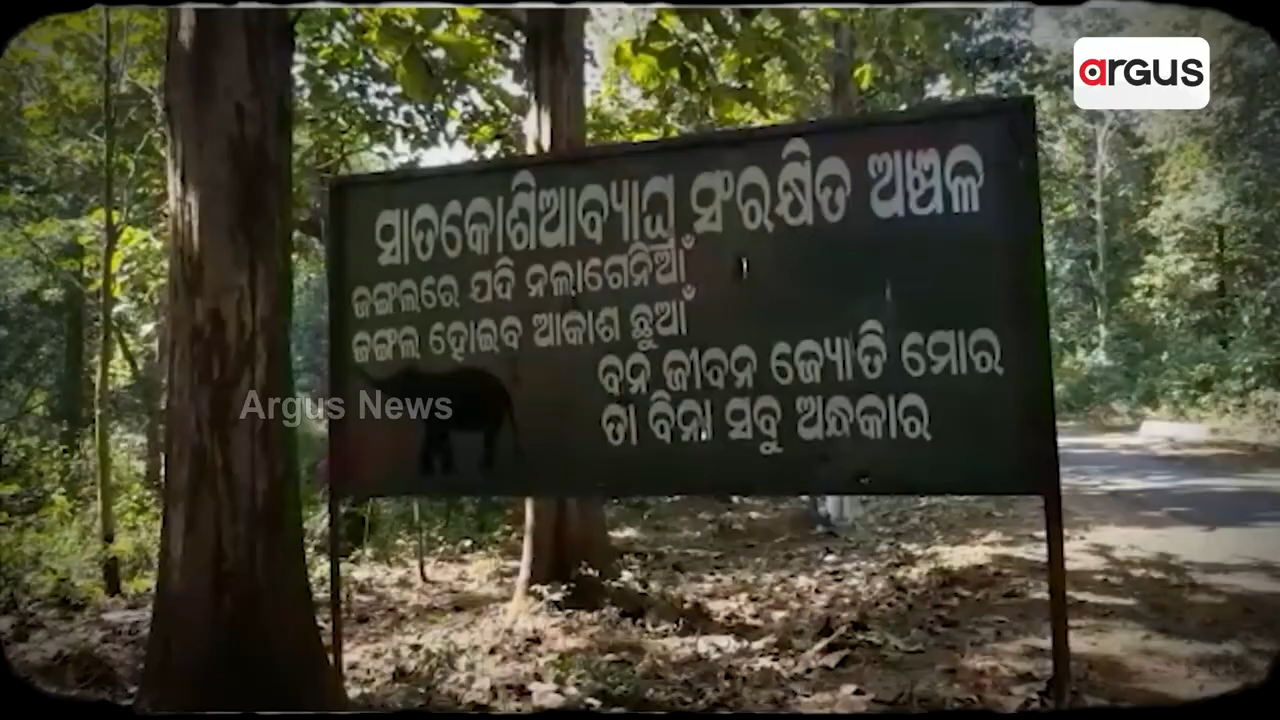 argus
ସାତକୋଶିଆବ୍ୟାଘ୍ର ସଂରକ୍ଷିତ ଅଞ୍ଚଳ
ଜଙ୍ଗଲରେ ଯଦି ନଲାଗେନିଆଁ
ଜଙ୍ଗଲ ହୋଇବ ଆକାଶ ଛୁଆଁ
ବନ ଜୀବନ ଜ୍ୟୋତି ମୋର
ତା ବିନା ସବୁ ଅନ୍ଧକାର
Argus News